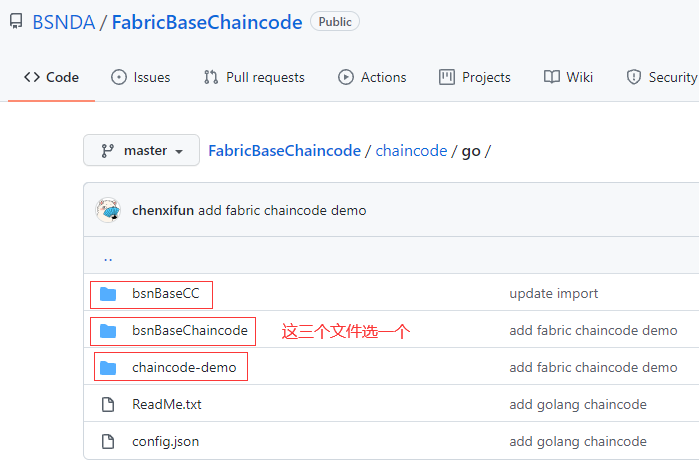 BSNDA / FabricBaseChaincode Public
Code Issues Pull requests Actions Projects Wiki Security
master FabricBaseChaincode / chaincode / go /
chenxifun add fabric chaincode demo
..
bsnBaseCC update import
bsnBaseChaincode 这三个文件选一个 add fabric chaincode demo
chaincode-demo add fabric chaincode demo
ReadMe.txt add golang chaincode
config.json add golang chaincode